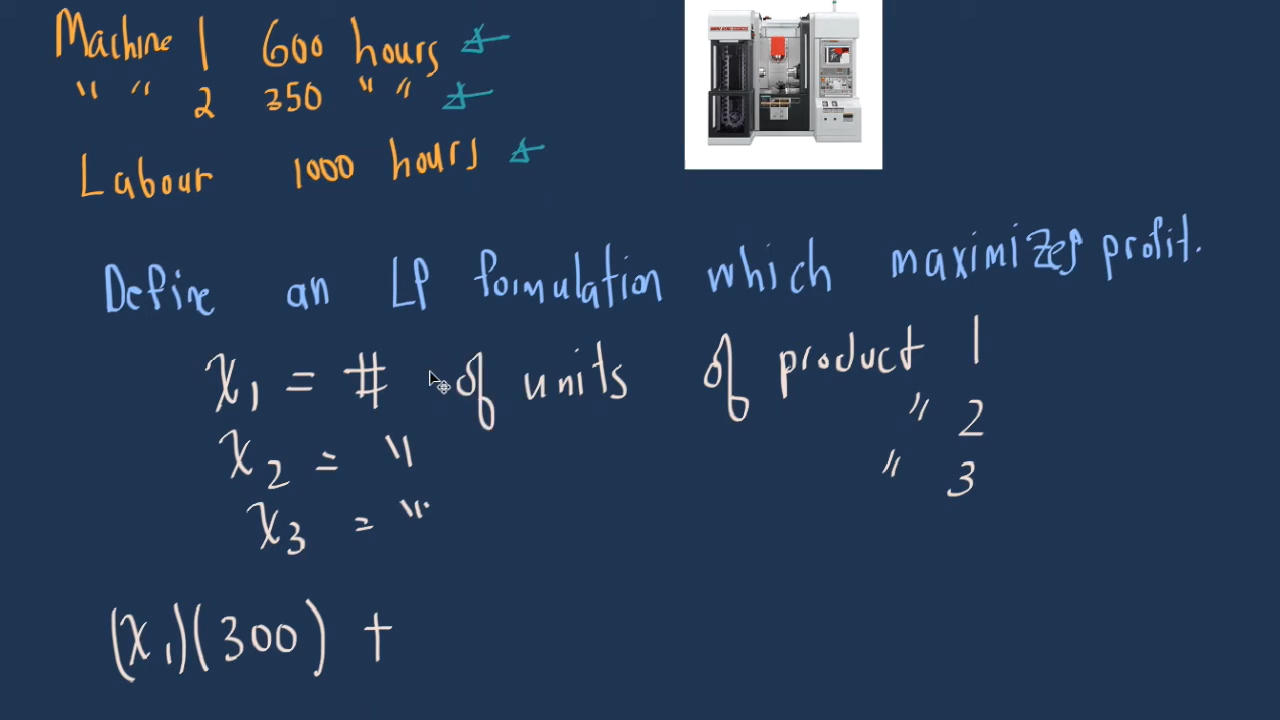 Machine 1 600 hours
" " 2 350 " "
Labour 1000 hours
Define an LP formulation which maximizes profit.
x₁ = # of units of product 1
x₂ = " " 2
x₃ = " " 3
(x₁)(300) +